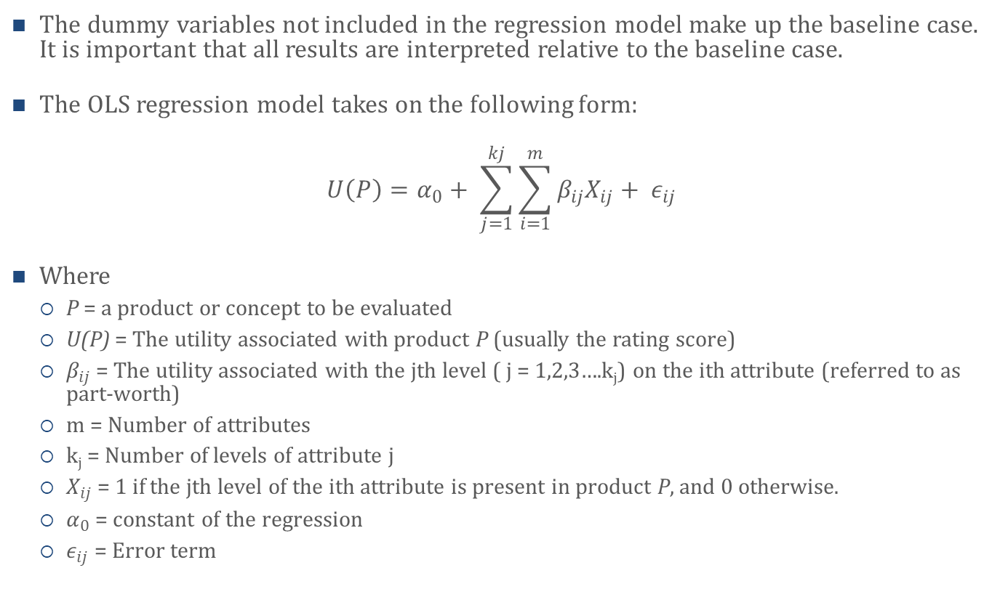 ■ The dummy variables not included in the regression model make up the baseline case.
It is important that all results are interpreted relative to the baseline case.
■ The OLS regression model takes on the following form:
$U(P) = \alpha_0 + \sum_{j=1}^{kj} \sum_{i=1}^{m} \beta_{ij} X_{ij} + \epsilon_{ij}$
■ Where
○ P = a product or concept to be evaluated
○ U(P) = The utility associated with product P (usually the rating score)
○ $\beta_{ij}$ = The utility associated with the jth level ( j = 1,2,3....k$_j$) on the ith attribute (referred to as
part-worth)
○ m = Number of attributes
○ k$_j$ = Number of levels of attribute j
○ $X_{ij}$ = 1 if the jth level of the ith attribute is present in product P, and 0 otherwise.
○ $\alpha_0$ = constant of the regression
○ $\epsilon_{ij}$ = Error term